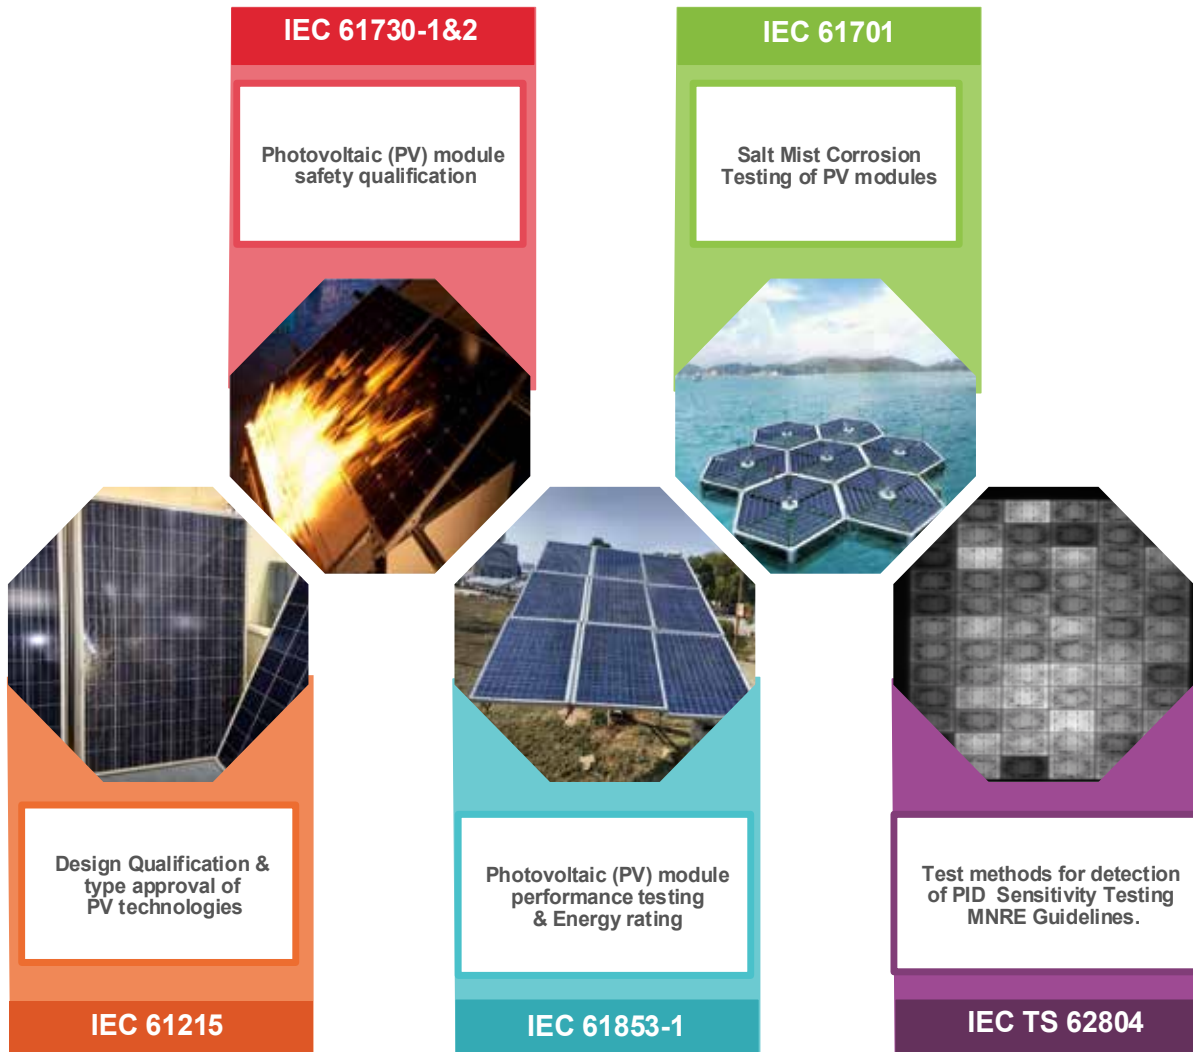 IEC 61730-1&2
Photovoltaic (PV) module
safety qualification
IEC 61701
Salt Mist Corrosion
Testing of PV modules
Design Qualification &
type approval of
PV technologies
IEC 61215
Photovoltaic (PV) module
performance testing
& Energy rating
IEC 61853-1
Test methods for detection
of PID  Sensitivity Testing
MNRE Guidelines.
IEC TS 62804